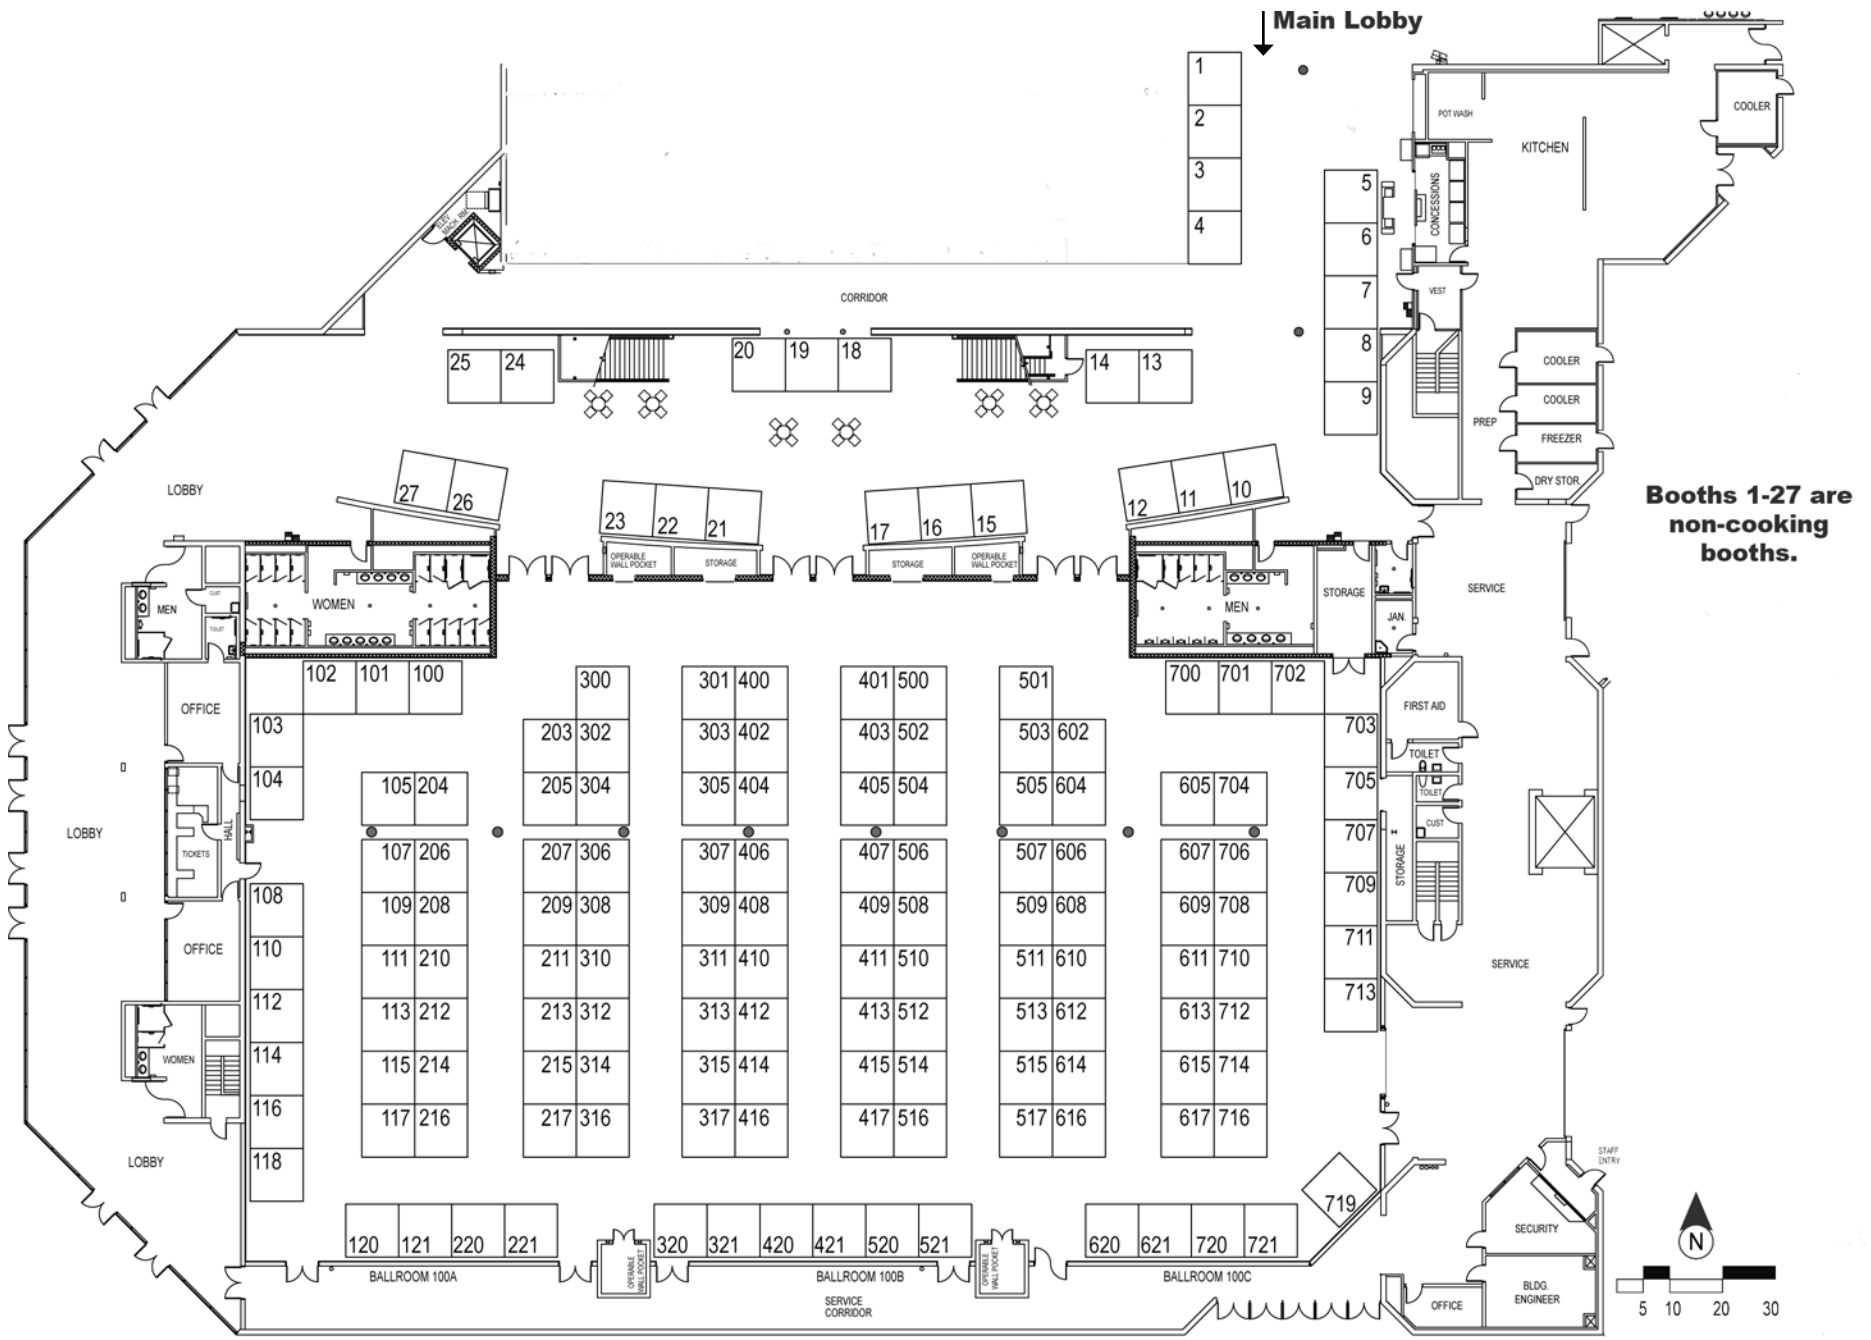 Main Lobby
1
2
3
4
5
6
7
8
9
POT WASH
KITCHEN
COOLER
CONCESSIONS
VEST
ELEV.
MACH. RM.
CORRIDOR
25 24
20 19 18
14 13
COOLER
COOLER
PREP
FREEZER
DRY STOR.
27 26
23 22 21
17 16 15
12 11 10
LOBBY
Booths 1-27 are
non-cooking
booths.
OPERABLE
WALL POCKET
STORAGE
STORAGE
OPERABLE
WALL POCKET
MEN
CUST
TOILET
WOMEN
MEN
STORAGE
JAN.
SERVICE
102 101 100
300
301 400
401 500
501
700 701 702
OFFICE
FIRST AID
103
203 302
303 402
403 502
503 602
703
TOILET
104
105 204
205 304
305 404
405 504
505 604
605 704
705
TOILET
LOBBY
HALL
TICKETS
CUST
STORAGE
107 206
207 306
307 406
407 506
507 606
607 706
707
108
109 208
209 308
309 408
409 508
509 608
609 708
709
OFFICE
110
111 210
211 310
311 410
411 510
511 610
611 710
711
SERVICE
112
113 212
213 312
313 412
413 512
513 612
613 712
713
WOMEN
114
115 214
215 314
315 414
415 514
515 614
615 714
116
117 216
217 316
317 416
417 516
517 616
617 716
LOBBY
118
STAFF
ENTRY
719
120 121 220 221
320 321 420 421 520 521
620 621 720 721
SECURITY
N
BALLROOM 100A
OPERABLE
WALL POCKET
BALLROOM 100B
OPERABLE
WALL POCKET
BALLROOM 100C
SERVICE
CORRIDOR
OFFICE
BLDG.
ENGINEER
5 10 20 30